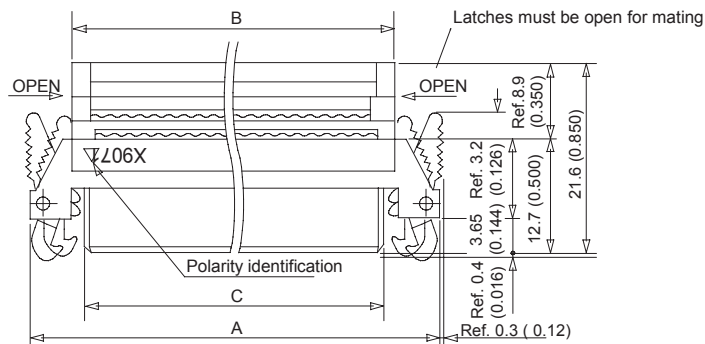 B
Latches must be open for mating
OPEN
OPEN
Ref.8.9
(0.350)
21.6 (0.850)
12.7 (0.500)
Ref. 3.2
(0.126)
3.65
(0.144)
Ref. 0.4
(0.016)
X9071
Polarity identification
C
A
Ref. 0.3 ( 0.12)